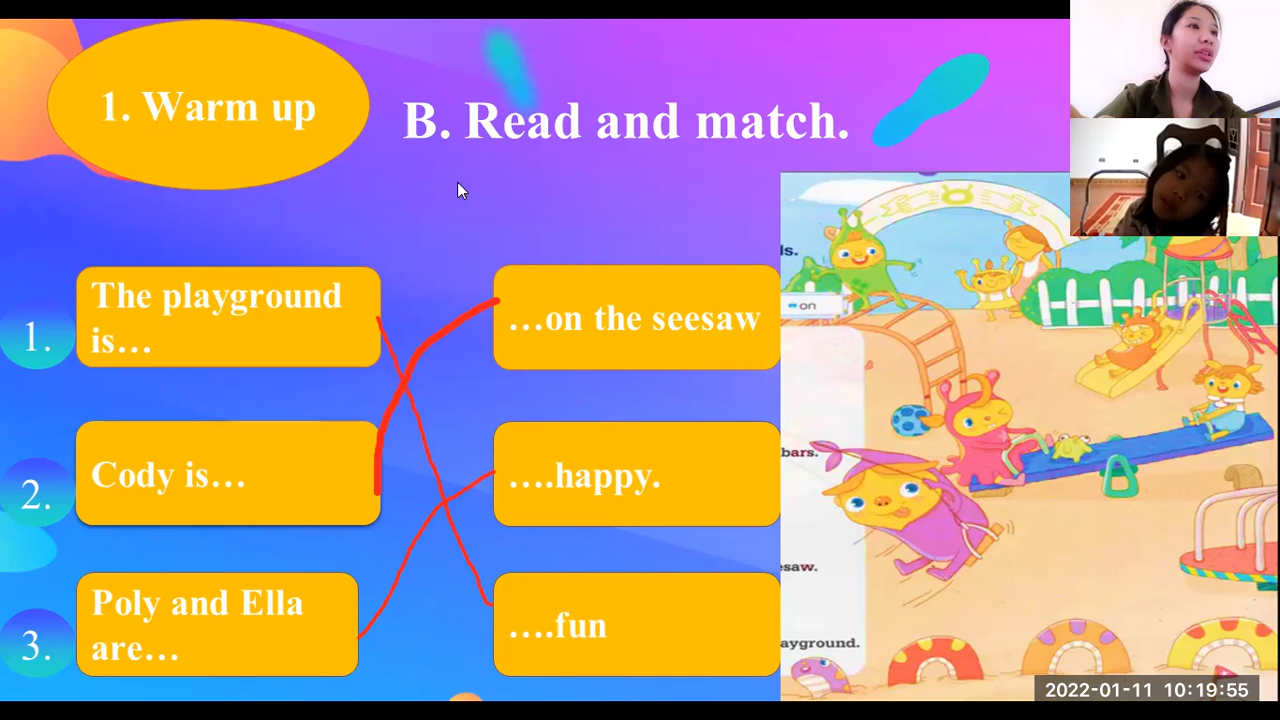 1. Warm up
B. Read and match.
ls.
on
1.
The playground
is...
...on the seesaw
bars.
2.
Cody is...
....happy.
esaw.
3.
Poly and Ella
are...
....fun
ayground.
2022-01-11 10:19:55